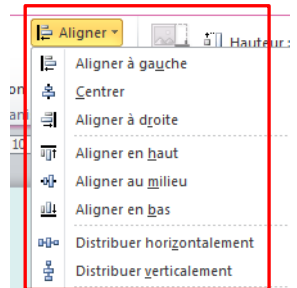 Aligner
Hauteur :
Aligner à gauche
Centrer
Aligner à droite
10
Aligner en haut
Aligner au milieu
Aligner en bas
Distribuer horizontalement
Distribuer verticalement